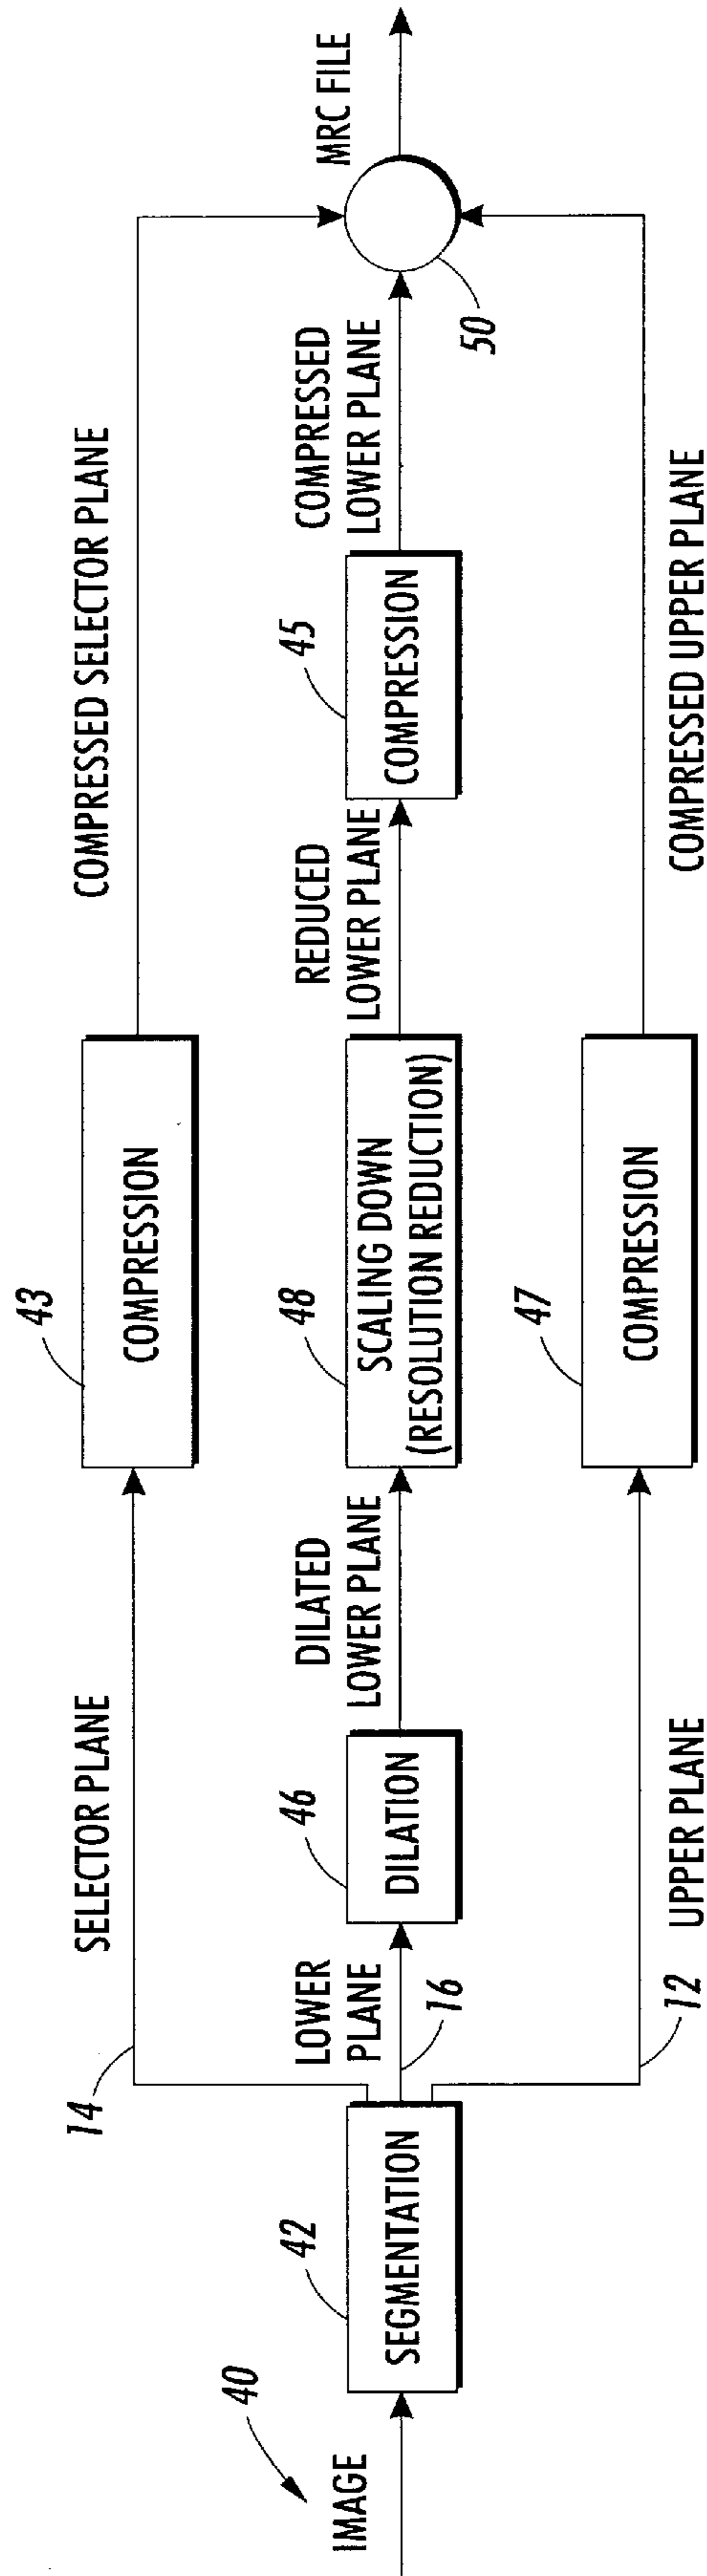 IMAGE
40
42
SEGMENTATION
14
SELECTOR PLANE
43
COMPRESSION
COMPRESSED SELECTOR PLANE
LOWER
PLANE
16
46
DILATION
DILATED
LOWER PLANE
48
SCALING DOWN
(RESOLUTION REDUCTION)
REDUCED
LOWER PLANE
45
COMPRESSION
COMPRESSED
LOWER PLANE
12
UPPER PLANE
47
COMPRESSION
COMPRESSED UPPER PLANE
50
MRC FILE